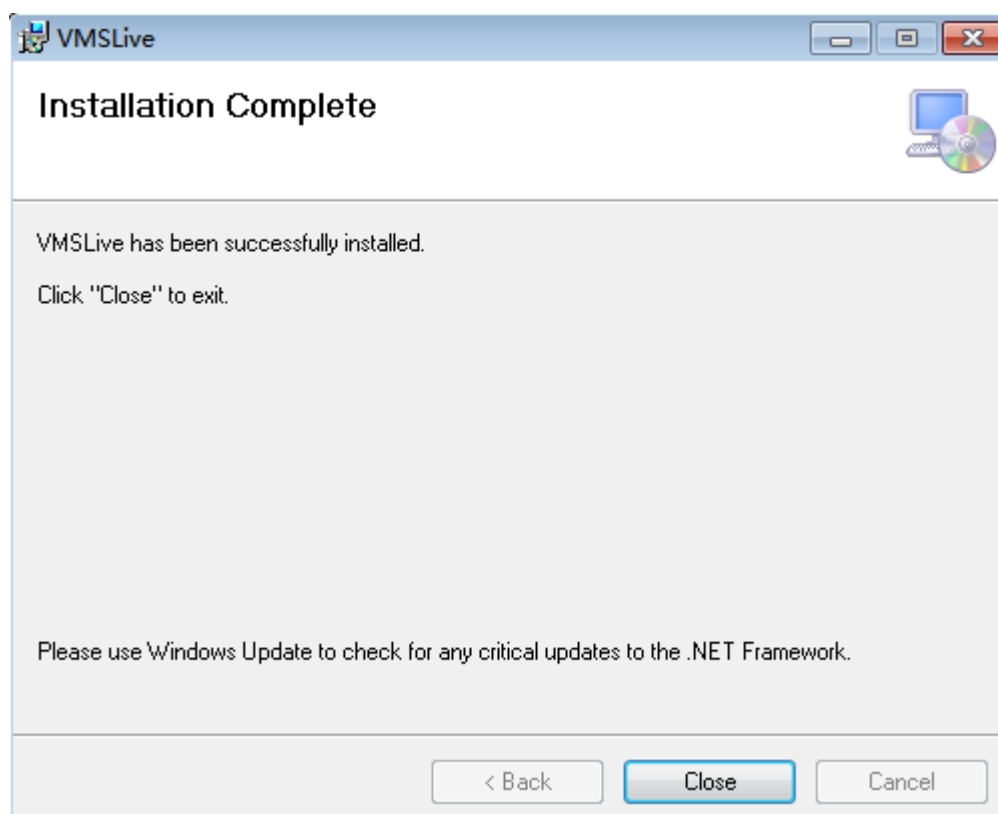 VMSLive
Installation Complete
VMSLive has been successfully installed.
Click "Close" to exit.
Please use Windows Update to check for any critical updates to the .NET Framework.
< Back
Close
Cancel